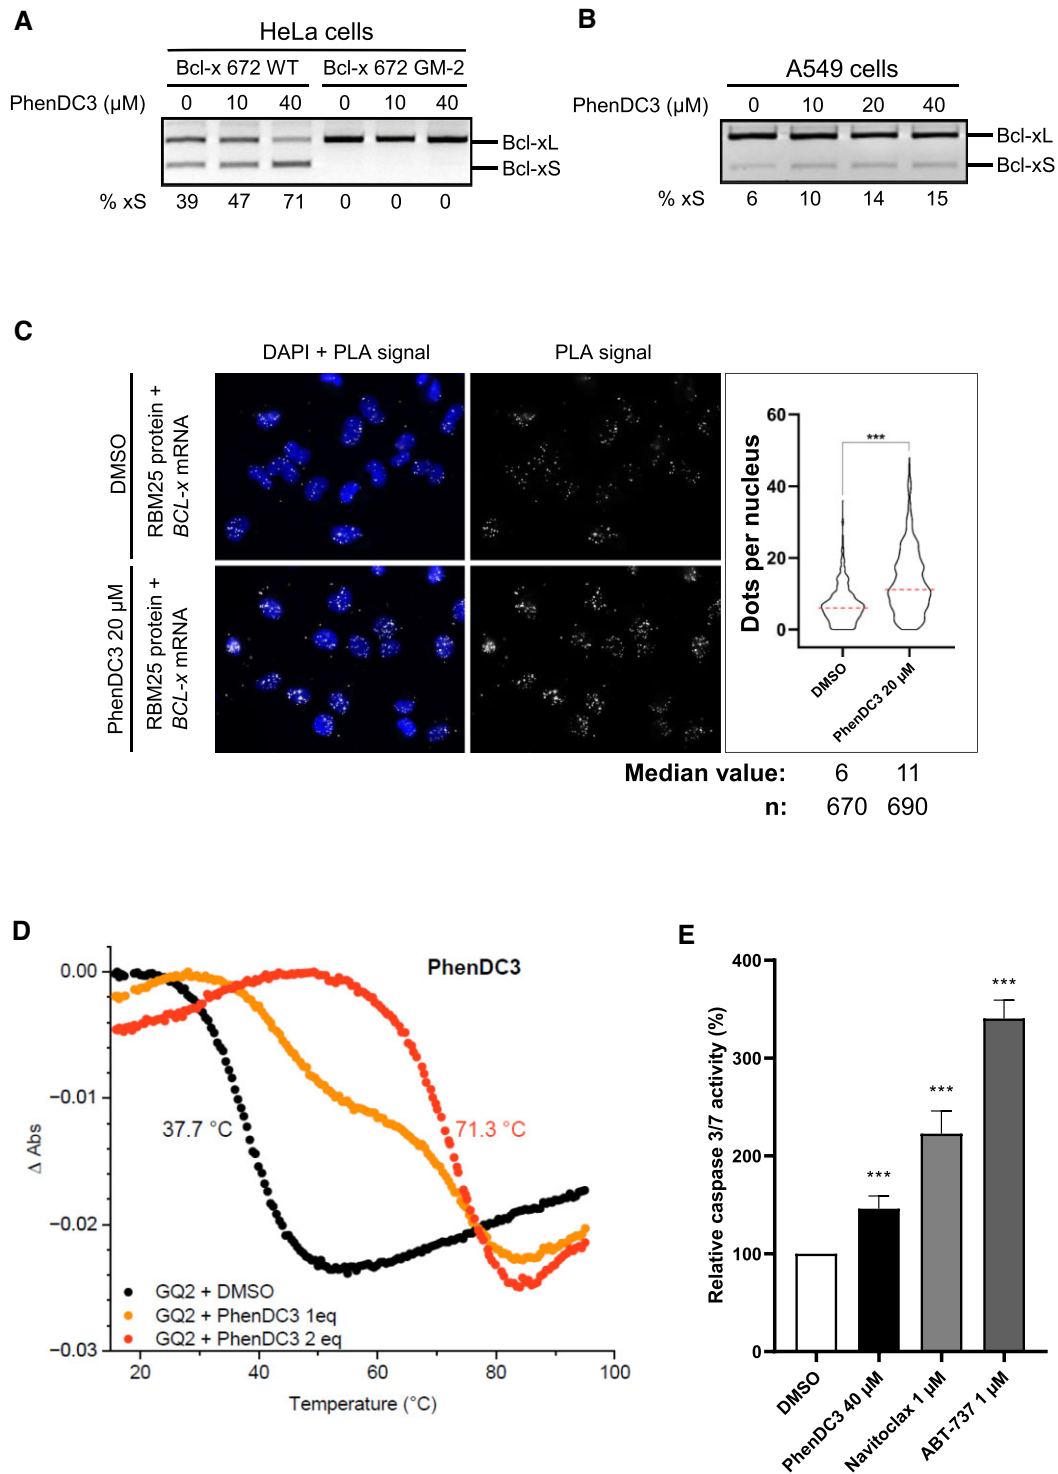 A
HeLa cells
Bcl-x 672 WT Bcl-x 672 GM-2
PhenDC3 (µM) 0 10 40 0 10 40
Bcl-xL
Bcl-xS
% xS 39 47 71 0 0 0
B
A549 cells
PhenDC3 (µM) 0 10 20 40
Bcl-xL
Bcl-xS
% xS 6 10 14 15
C
DAPI + PLA signal PLA signal
DMSO
RBM25 protein +
BCL-x mRNA
PhenDC3 20 µM
RBM25 protein +
BCL-x mRNA
Dots per nucleus
60
40
20
0
***
DMSO
PhenDC3 20 µM
Median value: 6 11
n: 670 690
D
PhenDC3
Δ Abs
0.00
−0.01
−0.02
−0.03
37.7 °C
71.3 °C
GQ2 + DMSO
GQ2 + PhenDC3 1eq
GQ2 + PhenDC3 2 eq
20 40 60 80 100
Temperature (°C)
E
Relative caspase 3/7 activity (%)
400
300
200
100
0
***
***
***
DMSO
PhenDC3 40 µM
Navitoclax 1 µM
ABT-737 1 µM